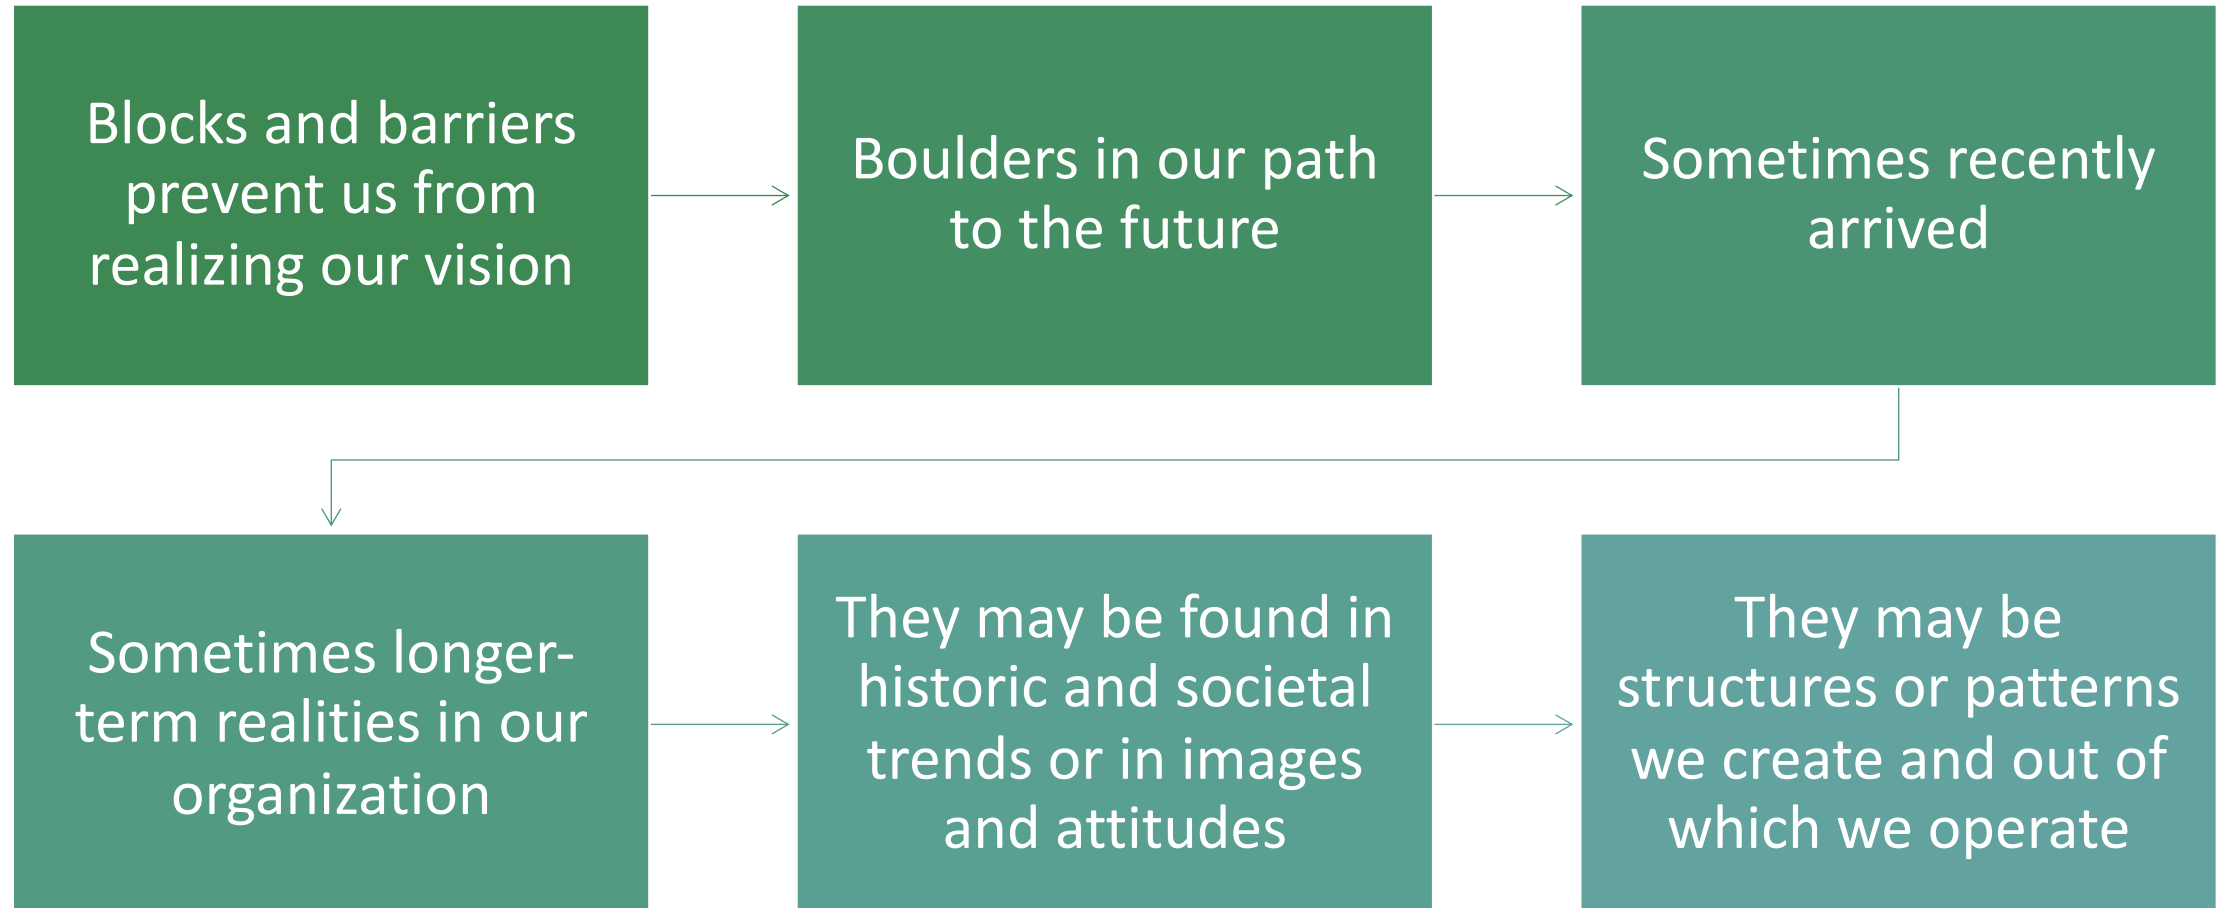 Blocks and barriers
prevent us from
realizing our vision
Boulders in our path
to the future
Sometimes recently
arrived
Sometimes longer-
term realities in our
organization
They may be found in
historic and societal
trends or in images
and attitudes
They may be
structures or patterns
we create and out of
which we operate